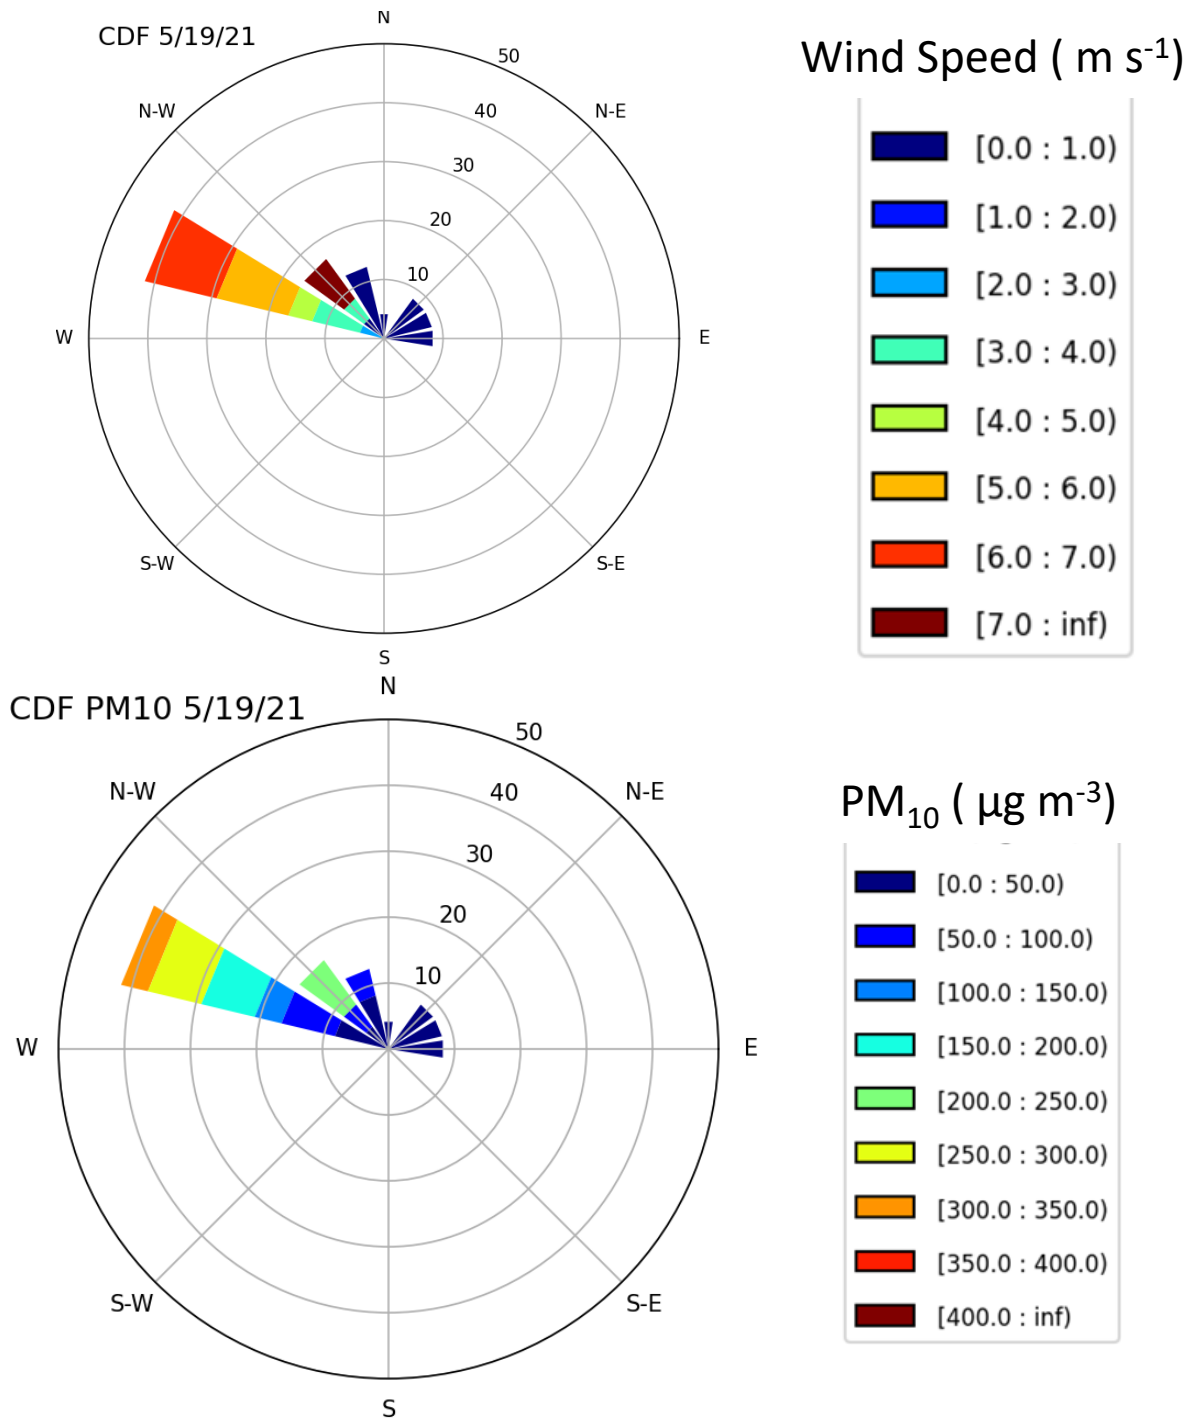 CDF 5/19/21
N
50
N-W
N-E
40
30
20
10
W
E
S-W
S-E
S
Wind Speed ( m s-1)
[0.0 : 1.0)
[1.0 : 2.0)
[2.0 : 3.0)
[3.0 : 4.0)
[4.0 : 5.0)
[5.0 : 6.0)
[6.0 : 7.0)
[7.0 : inf)
CDF PM10 5/19/21
N
50
N-W
N-E
40
30
20
10
W
E
S-W
S-E
S
PM10 ( µg m-3)
[0.0 : 50.0)
[50.0 : 100.0)
[100.0 : 150.0)
[150.0 : 200.0)
[200.0 : 250.0)
[250.0 : 300.0)
[300.0 : 350.0)
[350.0 : 400.0)
[400.0 : inf)